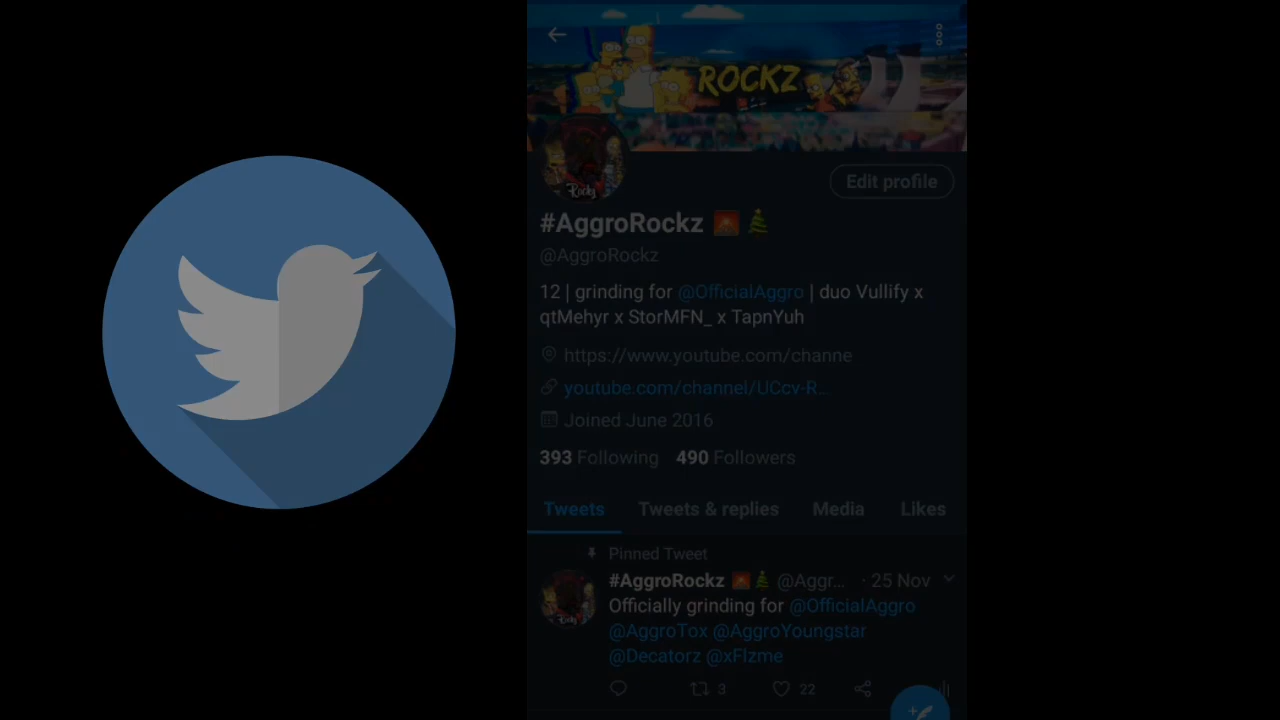 ROCKZ
Rockz
Edit profile
#AggroRockz 🌇🎄
@AggroRockz
12 | grinding for @OfficialAggro | duo Vullify x
qtMehyr x StorMFN_ x TapnYuh
https://www.youtube.com/channe
youtube.com/channel/UCcv-R...
Joined June 2016
393 Following 490 Followers
Tweets Tweets & replies Media Likes
Pinned Tweet
#AggroRockz 🌇🎄 @Aggr... · 25 Nov
Officially grinding for @OfficialAggro
@AggroTox @AggroYoungstar
@Decatorz @xFlzme
3 22